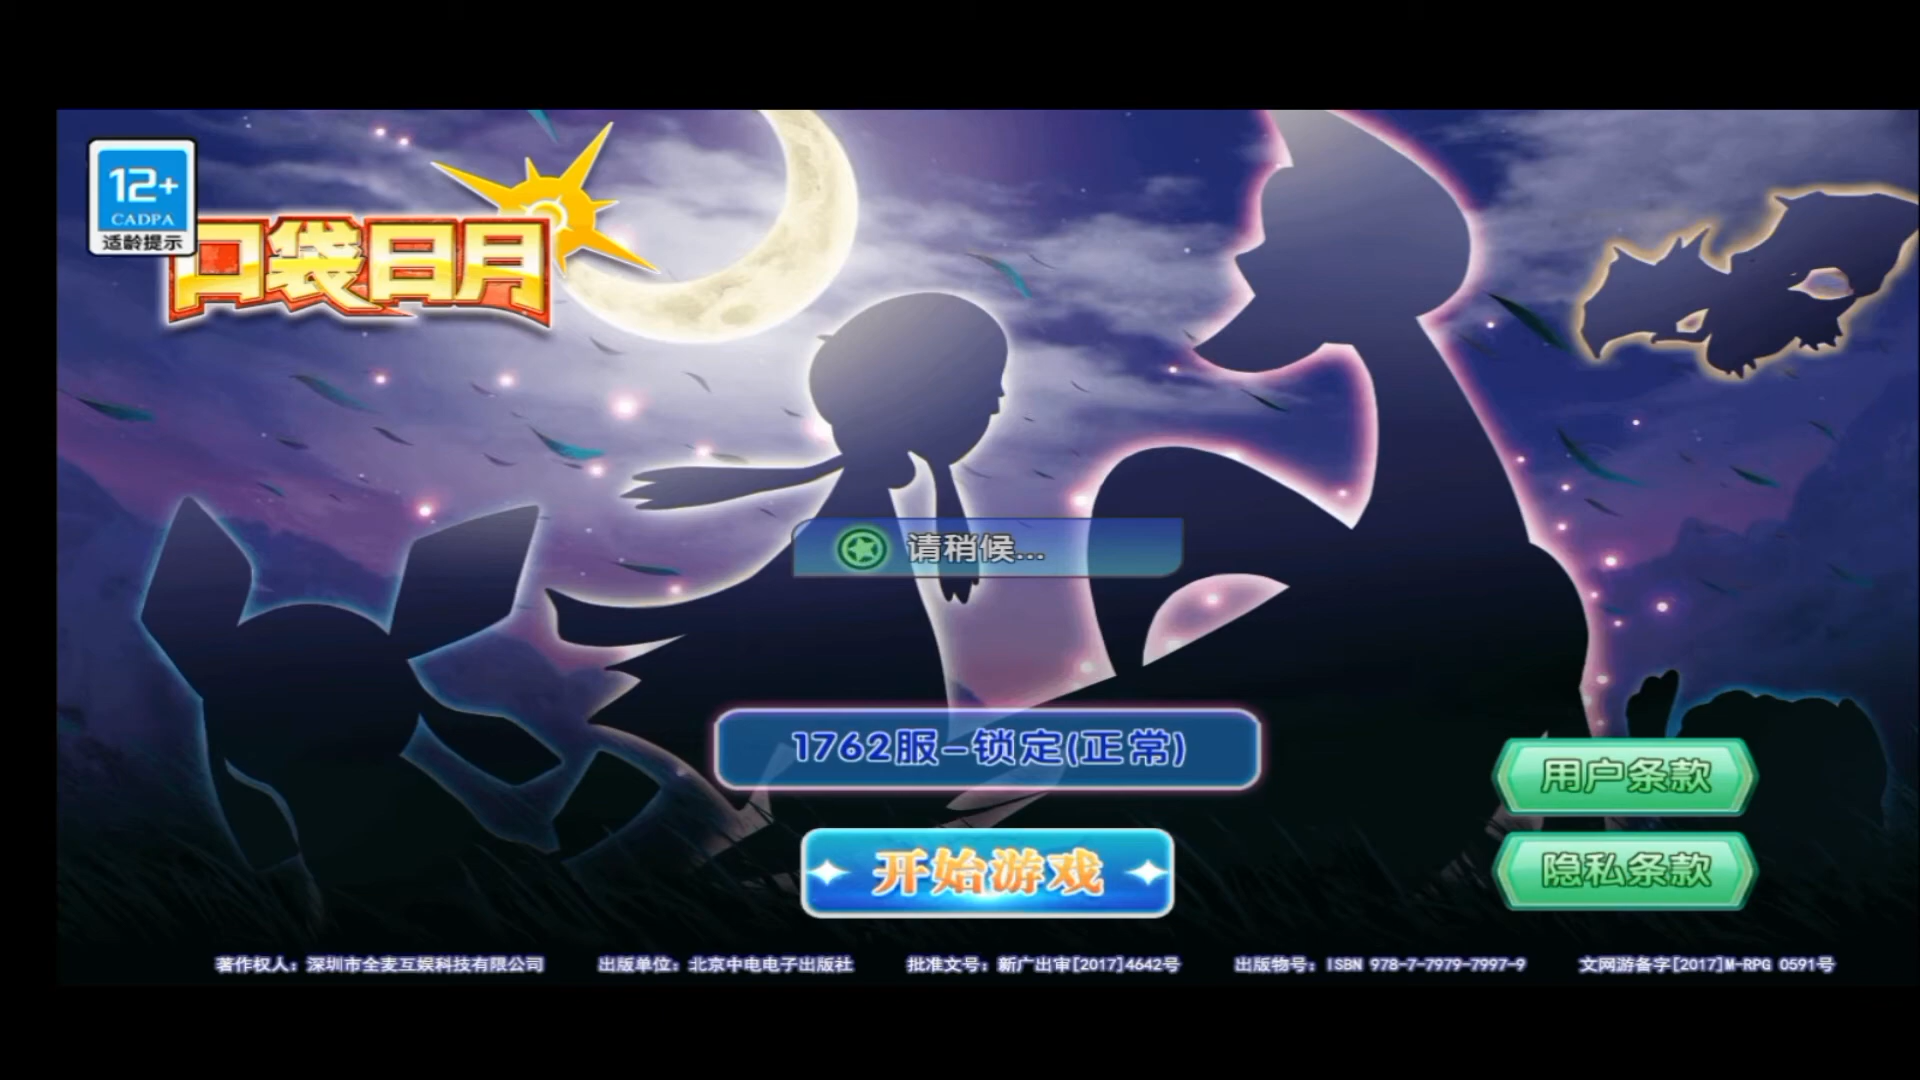 12+
CADPA
适龄提示
口袋日月
请稍候...
1762服-锁定(正常)
用户条款
开始游戏
隐私条款
著作权人：深圳市全麦互娱科技有限公司 出版单位：北京中电电子出版社 批准文号：新广出审[2017]4642号 出版物号：ISBN 978-7-7979-7997-9 文网游备字[2017]M-RPG 0591号